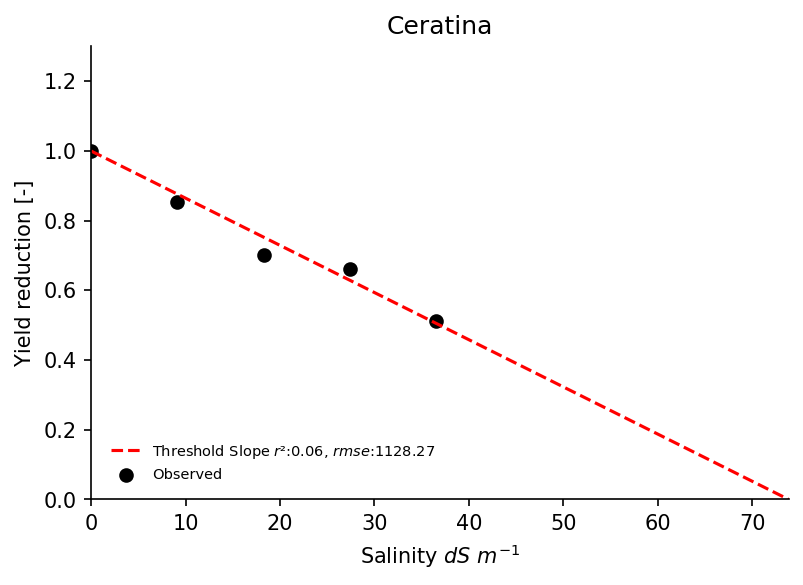 Ceratina
Yield reduction [-]
1.2
1.0
0.8
0.6
0.4
0.2
0.0
Threshold Slope r²:0.06, rmse:1128.27
Observed
0 10 20 30 40 50 60 70
Salinity dS m⁻¹